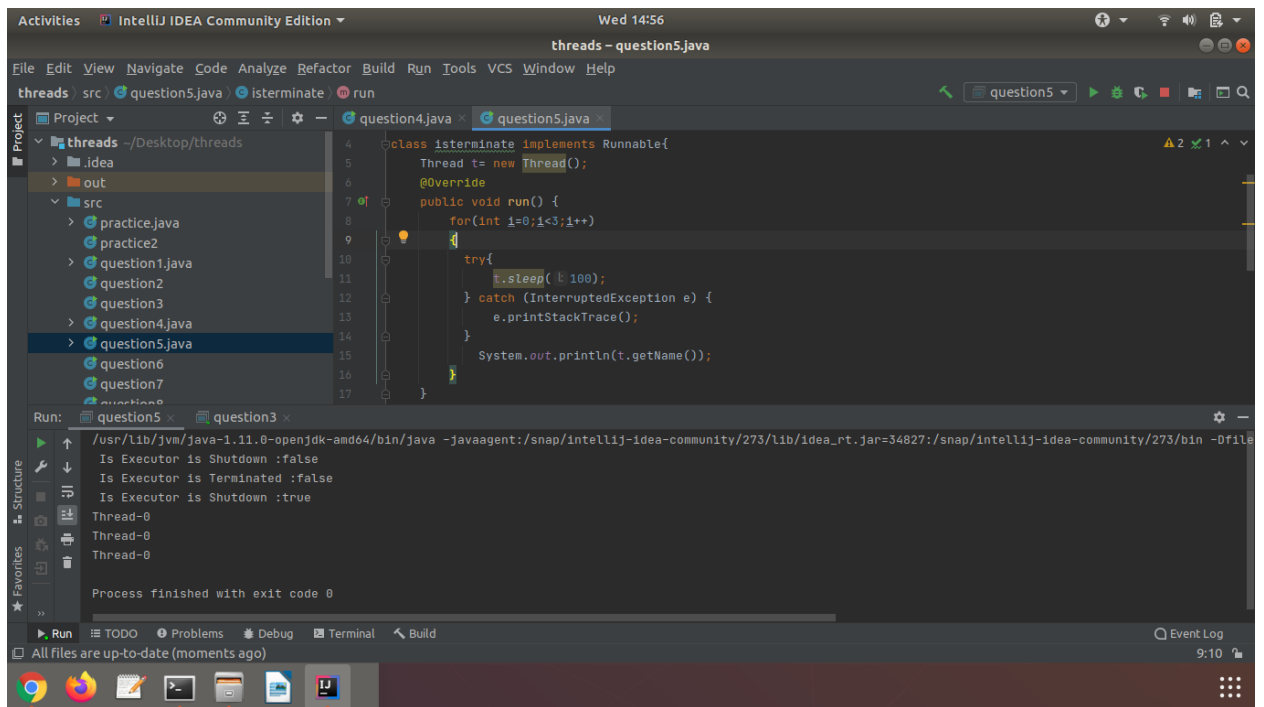 Activities IntelliJ IDEA Community Edition Wed 14:56
threads – question5.java
File Edit View Navigate Code Analyze Refactor Build Run Tools VCS Window Help
threads src question5.java isterminate run question5
Project question4.java question5.java
Project
threads ~/Desktop/threads
.idea
out
src
practice.java
practice2
question1.java
question2
question3
question4.java
question5.java
question6
question7
question8
4 class isterminate implements Runnable{
2 1
5 Thread t= new Thread();
6 @Override
7 public void run() {
8 for(int i=0;i<3;i++)
9 {
10 try{
11 t.sleep( l: 100);
12 } catch (InterruptedException e) {
13 e.printStackTrace();
14 }
15 System.out.println(t.getName());
16 }
17 }
Run: question5 question3
/usr/lib/jvm/java-1.11.0-openjdk-amd64/bin/java -javaagent:/snap/intellij-idea-community/273/lib/idea_rt.jar=34827:/snap/intellij-idea-community/273/bin -Dfile
Is Executor is Shutdown :false
Is Executor is Terminated :false
Is Executor is Shutdown :true
Thread-0
Thread-0
Thread-0
Process finished with exit code 0
Structure
Favorites
Run TODO Problems Debug Terminal Build Event Log
All files are up-to-date (moments ago) 9:10